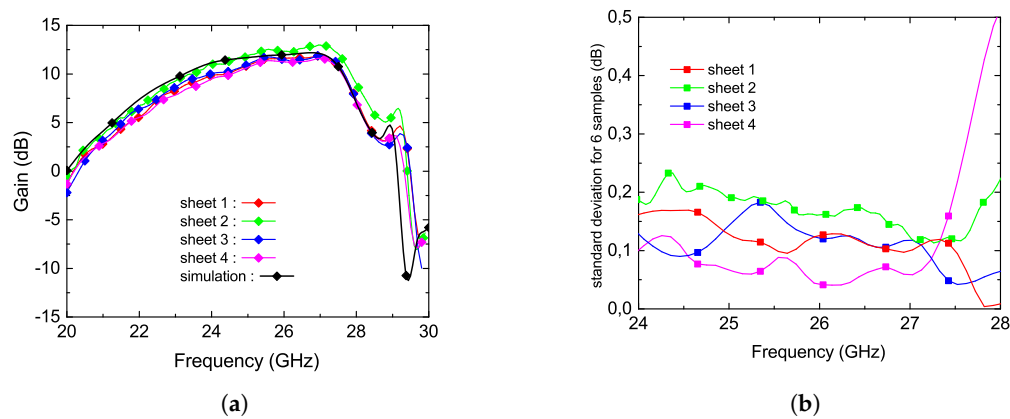 15
10
5
0
-5
-10
-15
Gain (dB)
sheet 1 :
sheet 2 :
sheet 3 :
sheet 4 :
simulation :
20 22 24 26 28 30
Frequency (GHz)
(a)
0,5
0,4
0,3
0,2
0,1
0,0
standard deviation for 6 samples (dB)
sheet 1
sheet 2
sheet 3
sheet 4
24 25 26 27 28
Frequency (GHz)
(b)